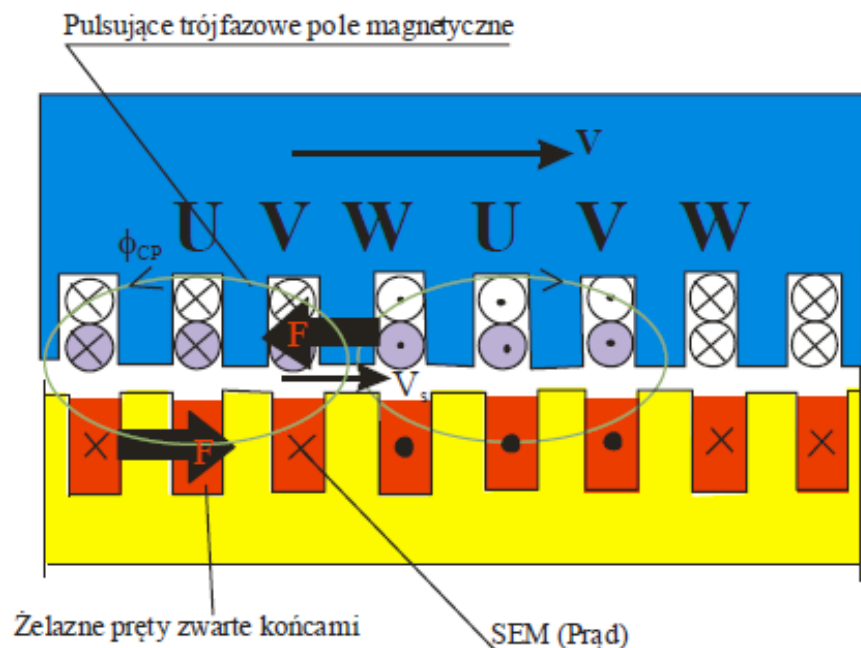 Pulsujące trójfazowe pole magnetyczne
V
U V W U V W
ϕCP
F
Vs
F
Żelazne pręty zwarte końcami
SEM (Prąd)